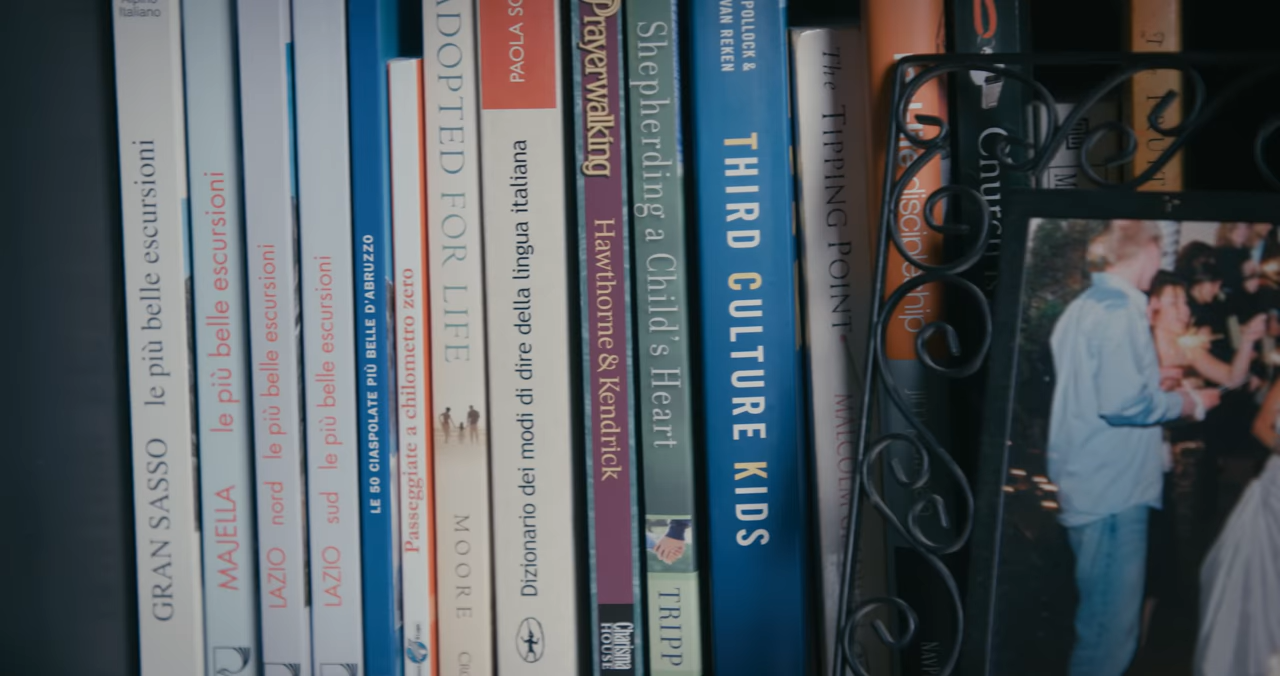 Italiano
GRAN SASSO le più belle escursioni
MAJELLA le più belle escursioni
LAZIO nord le più belle escursioni
LAZIO sud le più belle escursioni
LE 50 CIASPOLATE PIÙ BELLE D'ABRUZZO
Passeggiate a chilometro zero
ADOPTED FOR LIFE
MOORE
PAOLA
Dizionario dei modi di dire della lingua italiana
Prayerwalking
Hawthorne & Kendrick
Charisma
HOUSE
Shepherding a Child's Heart
TRIPP
POLLOCK &
VAN REKEN
THIRD CULTURE KIDS
The TIPPING POINT
MALCOLM
Church is